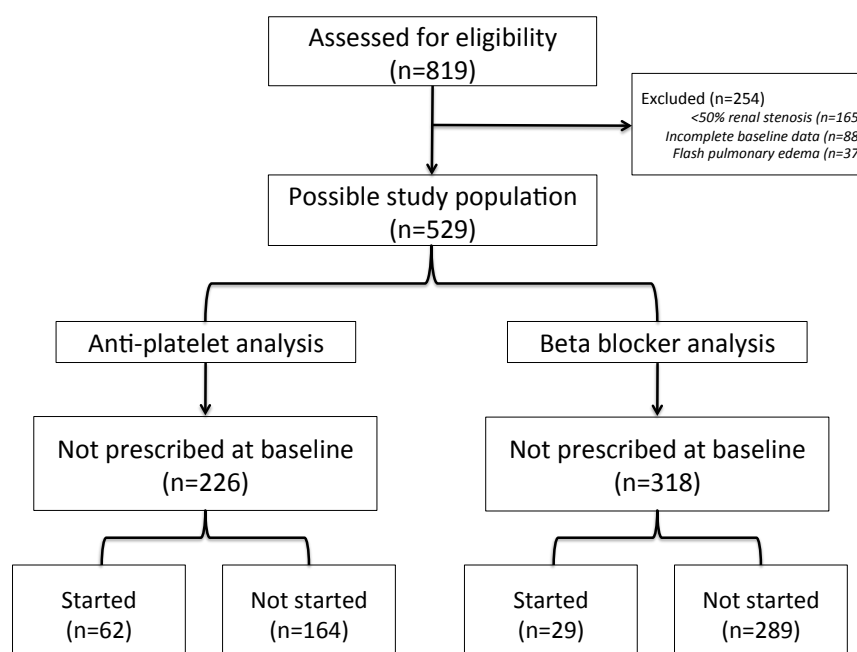 Assessed for eligibility
(n=819)
Excluded (n=254)
<50% renal stenosis (n=165
Incomplete baseline data (n=88
Flash pulmonary edema (n=37
Possible study population
(n=529)
Anti-platelet analysis
Beta blocker analysis
Not prescribed at baseline
(n=226)
Not prescribed at baseline
(n=318)
Started
(n=62)
Not started
(n=164)
Started
(n=29)
Not started
(n=289)